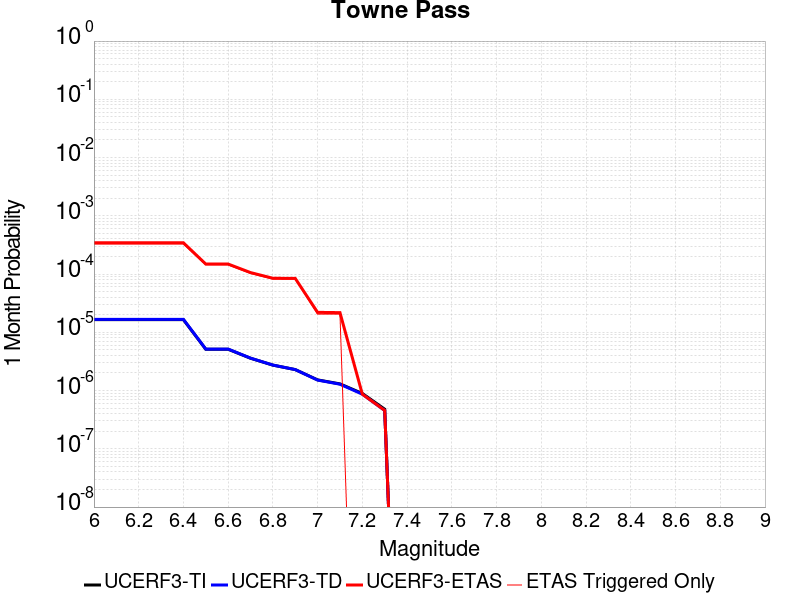 Towne Pass
1 Month Probability
10^0
10^-1
10^-2
10^-3
10^-4
10^-5
10^-6
10^-7
10^-8
6 6.2 6.4 6.6 6.8 7 7.2 7.4 7.6 7.8 8 8.2 8.4 8.6 8.8 9
Magnitude
UCERF3-TI UCERF3-TD UCERF3-ETAS ETAS Triggered Only